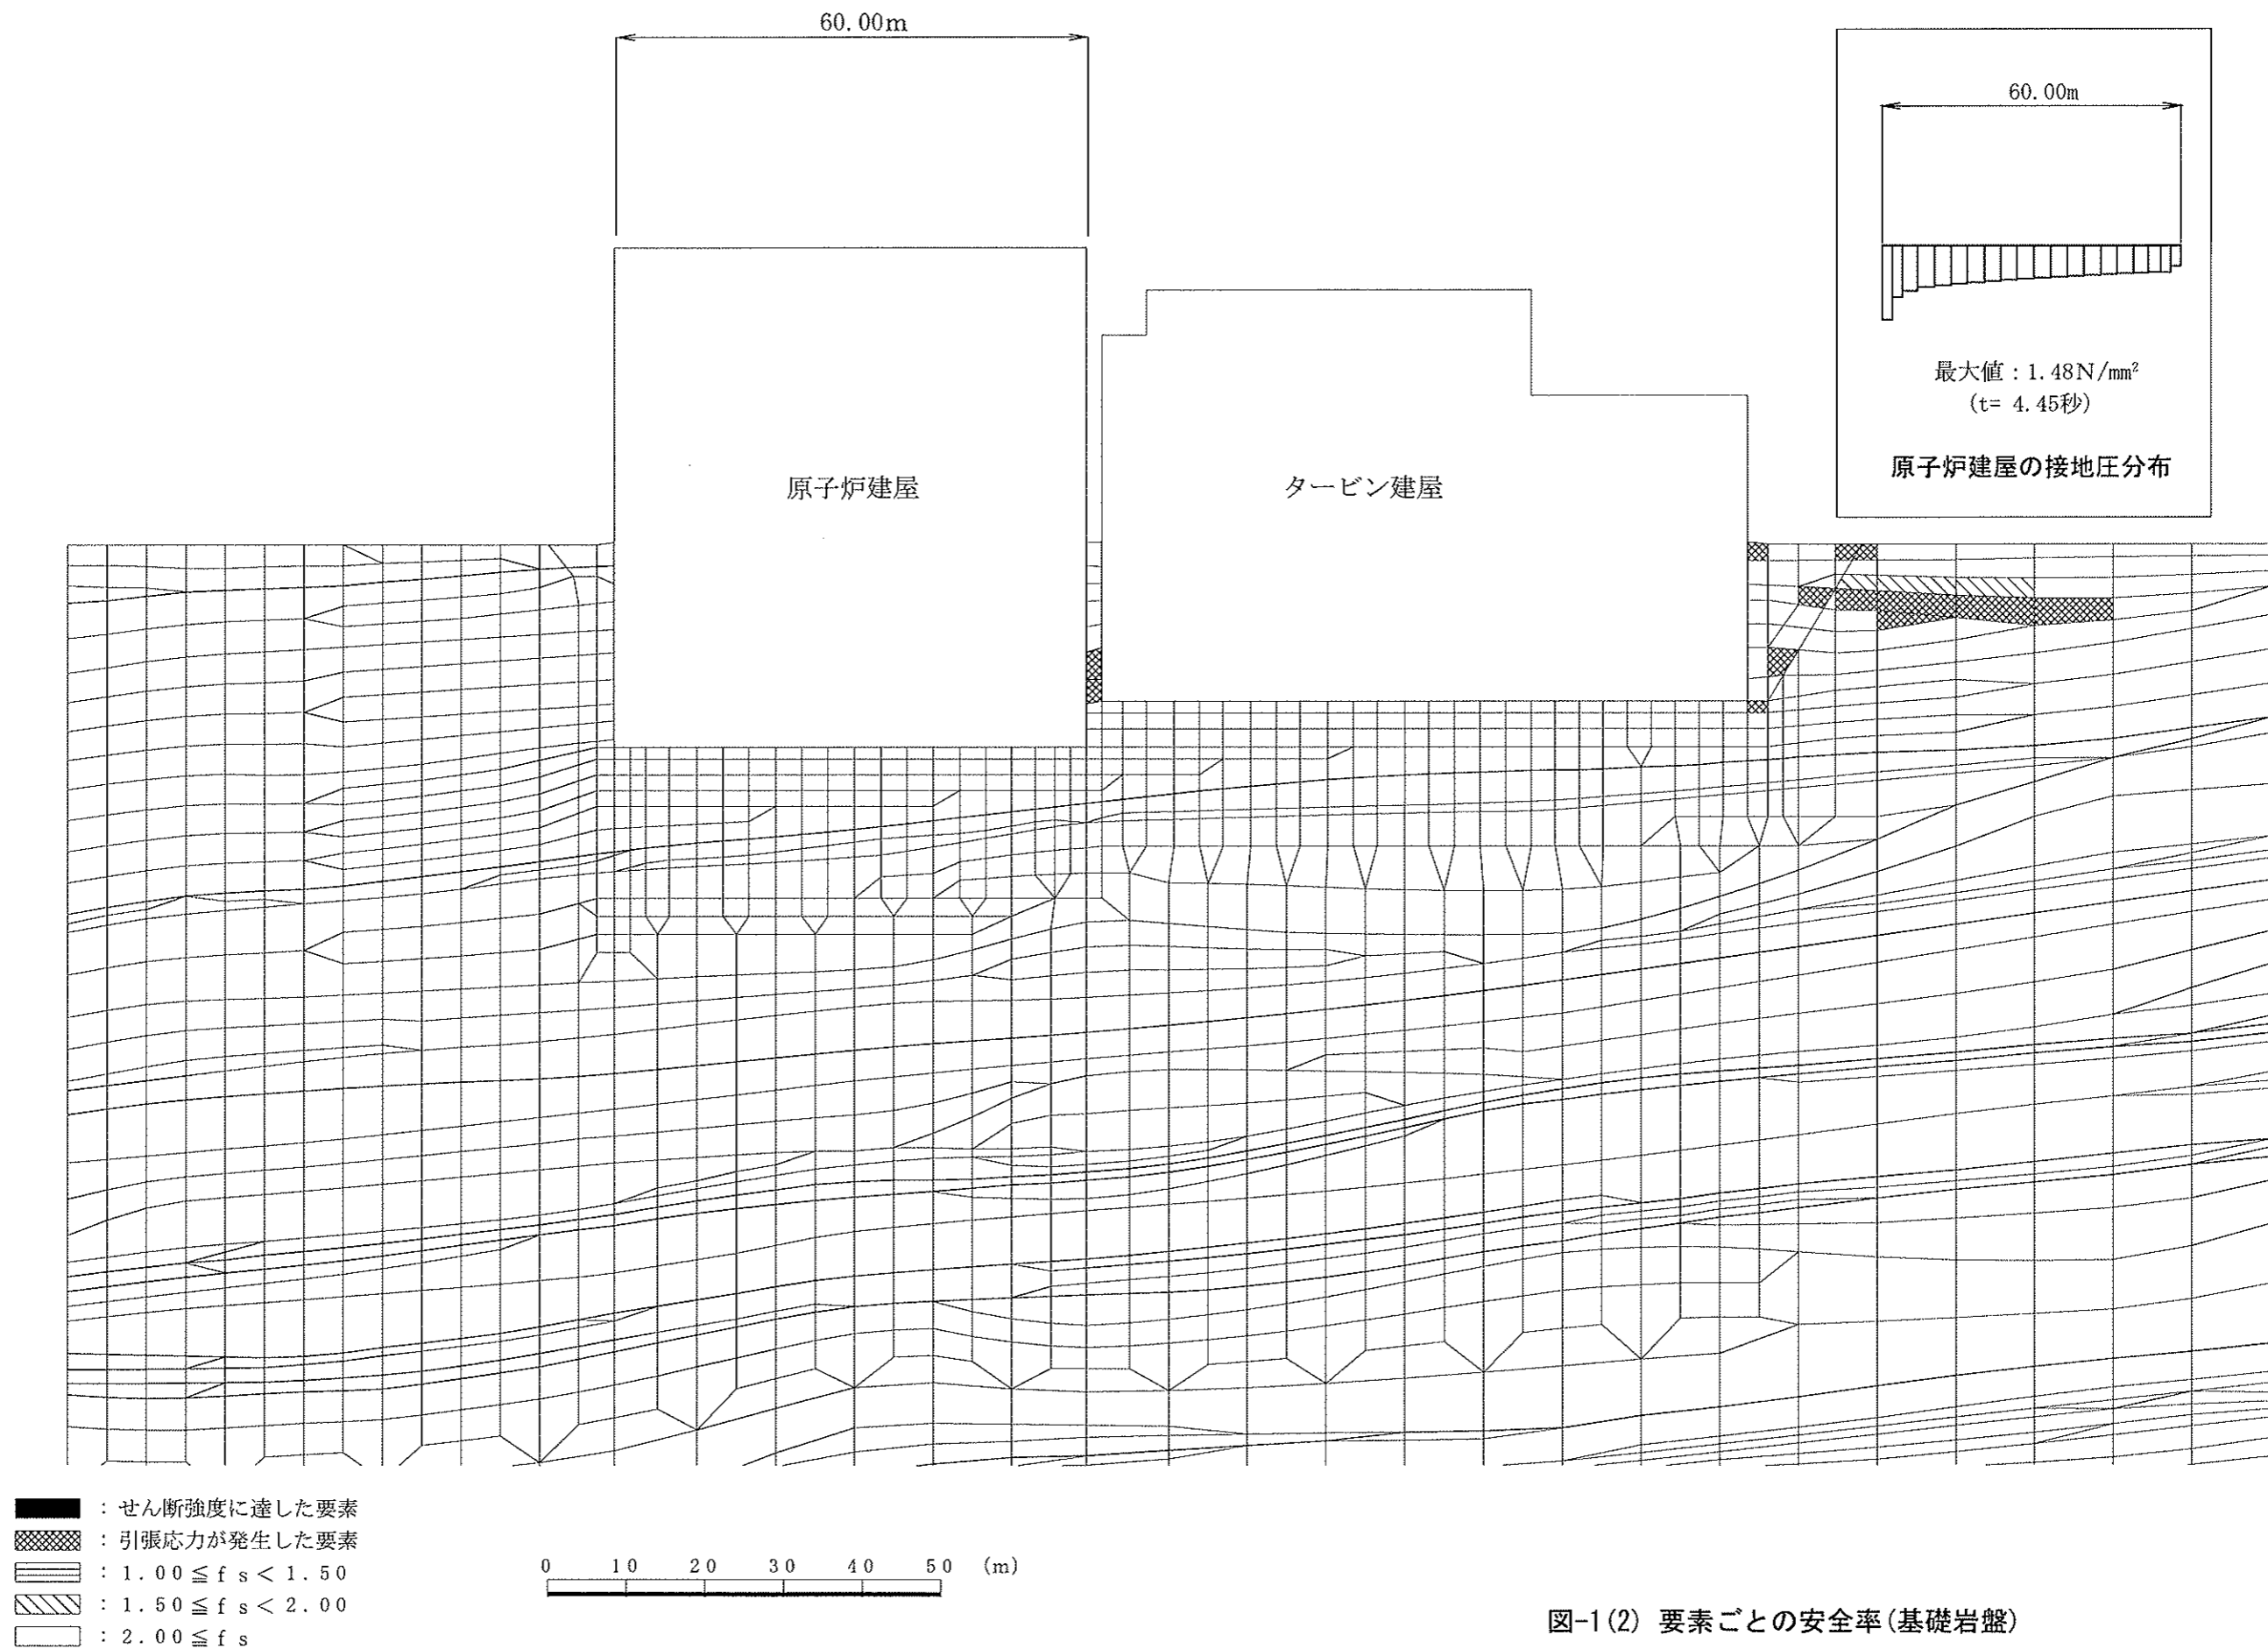 60.00m
60.00m
最大値：1.48N/mm²
(t= 4.45秒)
原子炉建屋の接地圧分布
原子炉建屋
タービン建屋
：せん断強度に達した要素
：引張応力が発生した要素
：1.00≦fs＜1.50
：1.50≦fs＜2.00
：2.00≦fs
0 10 20 30 40 50 (m)
図-1(2) 要素ごとの安全率(基礎岩盤)